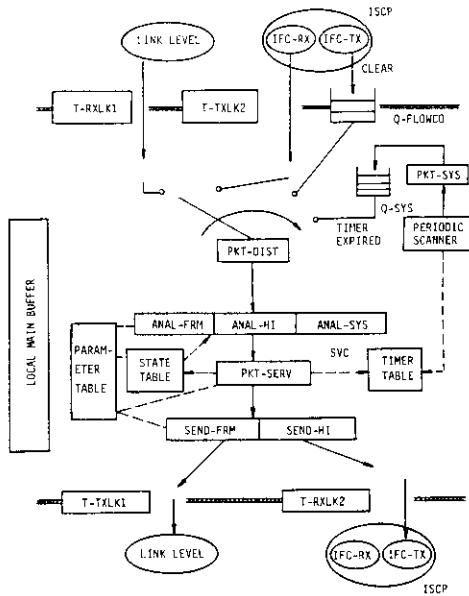 ISCP
LINK LEVEL
IFC-RX
IFC-TX
CLEAR
T-RXLK1
T-TXLK2
Q-FLOWCO
PKT-SYS
Q-SYS
TIMER
EXPIRED
PERIODIC
SCANNER
PKT-DIST
LOCAL MAIN BUFFER
ANAL-FRM
ANAL-HI
ANAL-SYS
PARAM-
ETER
TABLE
STATE
TABLE
PKT-SERV
SVC
TIMER
TABLE
SEND-FRM
SEND-HI
T-TXLK1
T-RXLK2
LINK LEVEL
IFC-RX
IFC-TX
ISCP